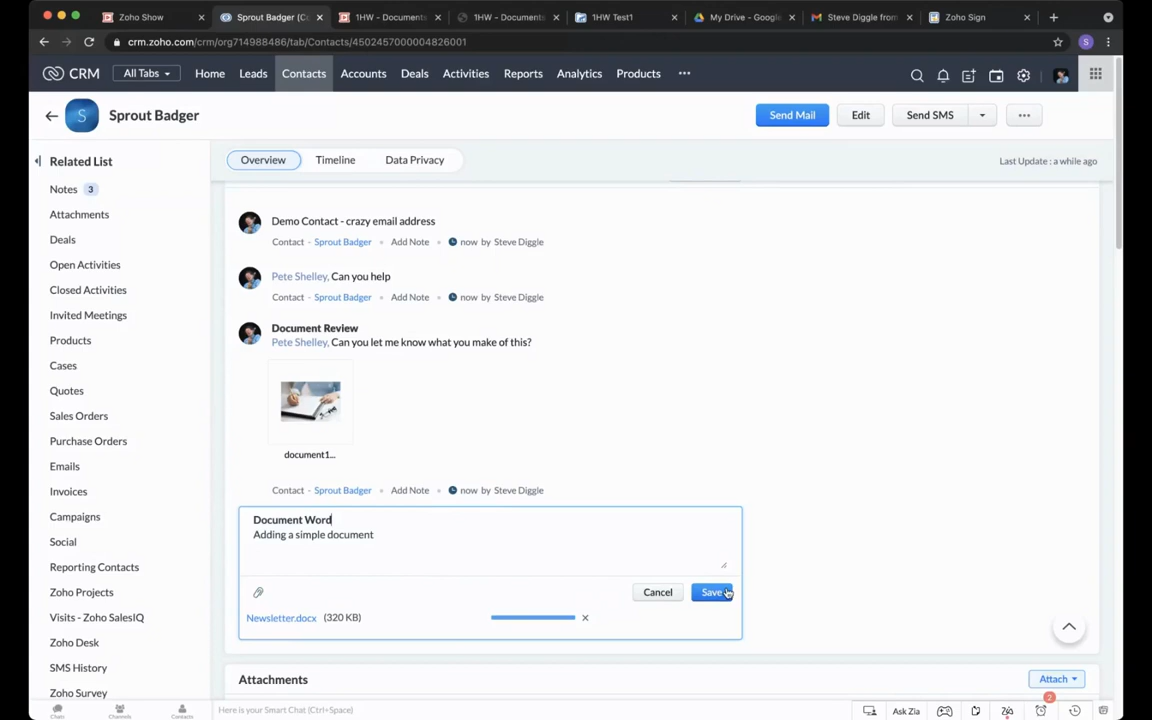 Zoho Show
Sprout Badger (Co
1HW - Documents
1HW - Documents
1HW Test1
My Drive - Google
Steve Diggle from
Zoho Sign
crm.zoho.com/crm/org714988486/tab/Contacts/4502457000004826001
S
CRM
All Tabs
Home
Leads
Contacts
Accounts
Deals
Activities
Reports
Analytics
Products
S
Sprout Badger
Send Mail
Edit
Send SMS
Related List
Overview
Timeline
Data Privacy
Last Update : a while ago
Notes 3
Attachments
Deals
Open Activities
Closed Activities
Invited Meetings
Products
Cases
Quotes
Sales Orders
Purchase Orders
Emails
Invoices
Campaigns
Social
Reporting Contacts
Zoho Projects
Visits - Zoho SalesIQ
Zoho Desk
SMS History
Zoho Survey
Demo Contact - crazy email address
Contact - Sprout Badger • Add Note • now by Steve Diggle
Pete Shelley, Can you help
Contact - Sprout Badger • Add Note • now by Steve Diggle
Document Review
Pete Shelley, Can you let me know what you make of this?
document1...
Contact - Sprout Badger • Add Note • now by Steve Diggle
Document Word
Adding a simple document
Cancel
Save
Newsletter.docx (320 KB)
Attachments
Attach
2
Chats
Channels
Contacts
Here is your Smart Chat (Ctrl+Space)
Ask Zia